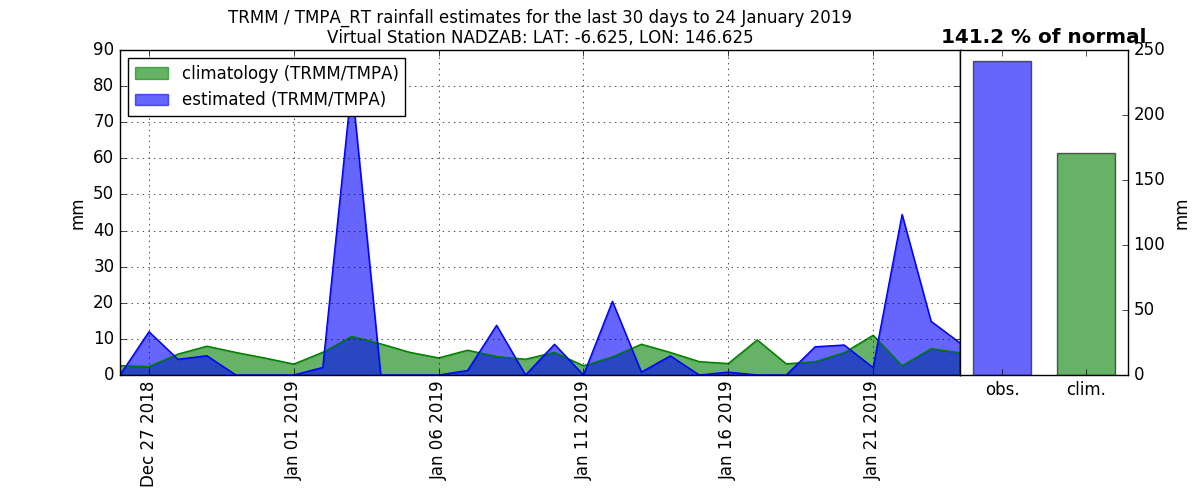 TRMM / TMPA_RT rainfall estimates for the last 30 days to 24 January 2019
Virtual Station NADZAB: LAT: -6.625, LON: 146.625
141.2 % of normal
climatology (TRMM/TMPA)
estimated (TRMM/TMPA)
90
80
70
60
50
40
30
20
10
0
mm
Dec 27 2018
Jan 01 2019
Jan 06 2019
Jan 11 2019
Jan 16 2019
Jan 21 2019
250
200
150
100
50
0
mm
obs.
clim.